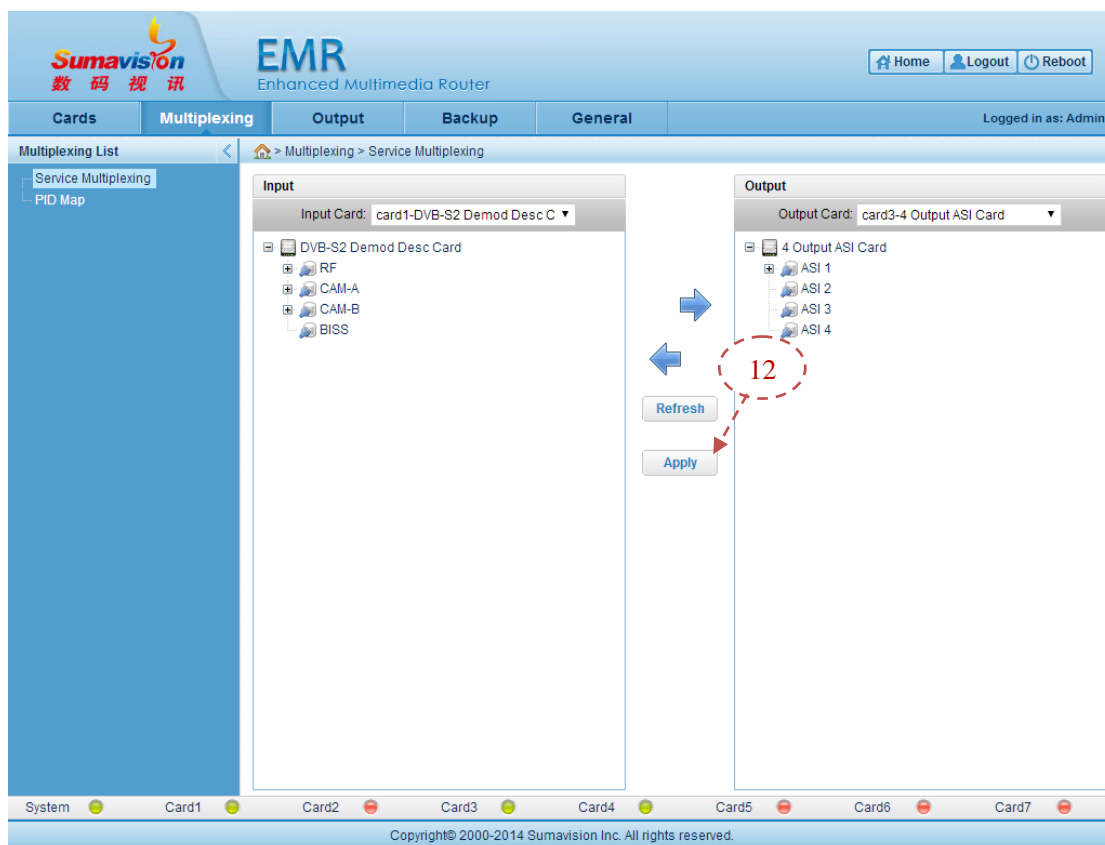 Sumavision
数码视讯
EMR
Enhanced Multimedia Router
Home
Logout
Reboot
Cards
Multiplexing
Output
Backup
General
Logged in as: Admin
Multiplexing List
> Multiplexing > Service Multiplexing
Service Multiplexing
PID Map
Input
Input Card: card1-DVB-S2 Demod Desc C
DVB-S2 Demod Desc Card
RF
CAM-A
CAM-B
BISS
12
Refresh
Apply
Output
Output Card: card3-4 Output ASI Card
4 Output ASI Card
ASI 1
ASI 2
ASI 3
ASI 4
System
Card1
Card2
Card3
Card4
Card5
Card6
Card7
Copyright© 2000-2014 Sumavision Inc. All rights reserved.